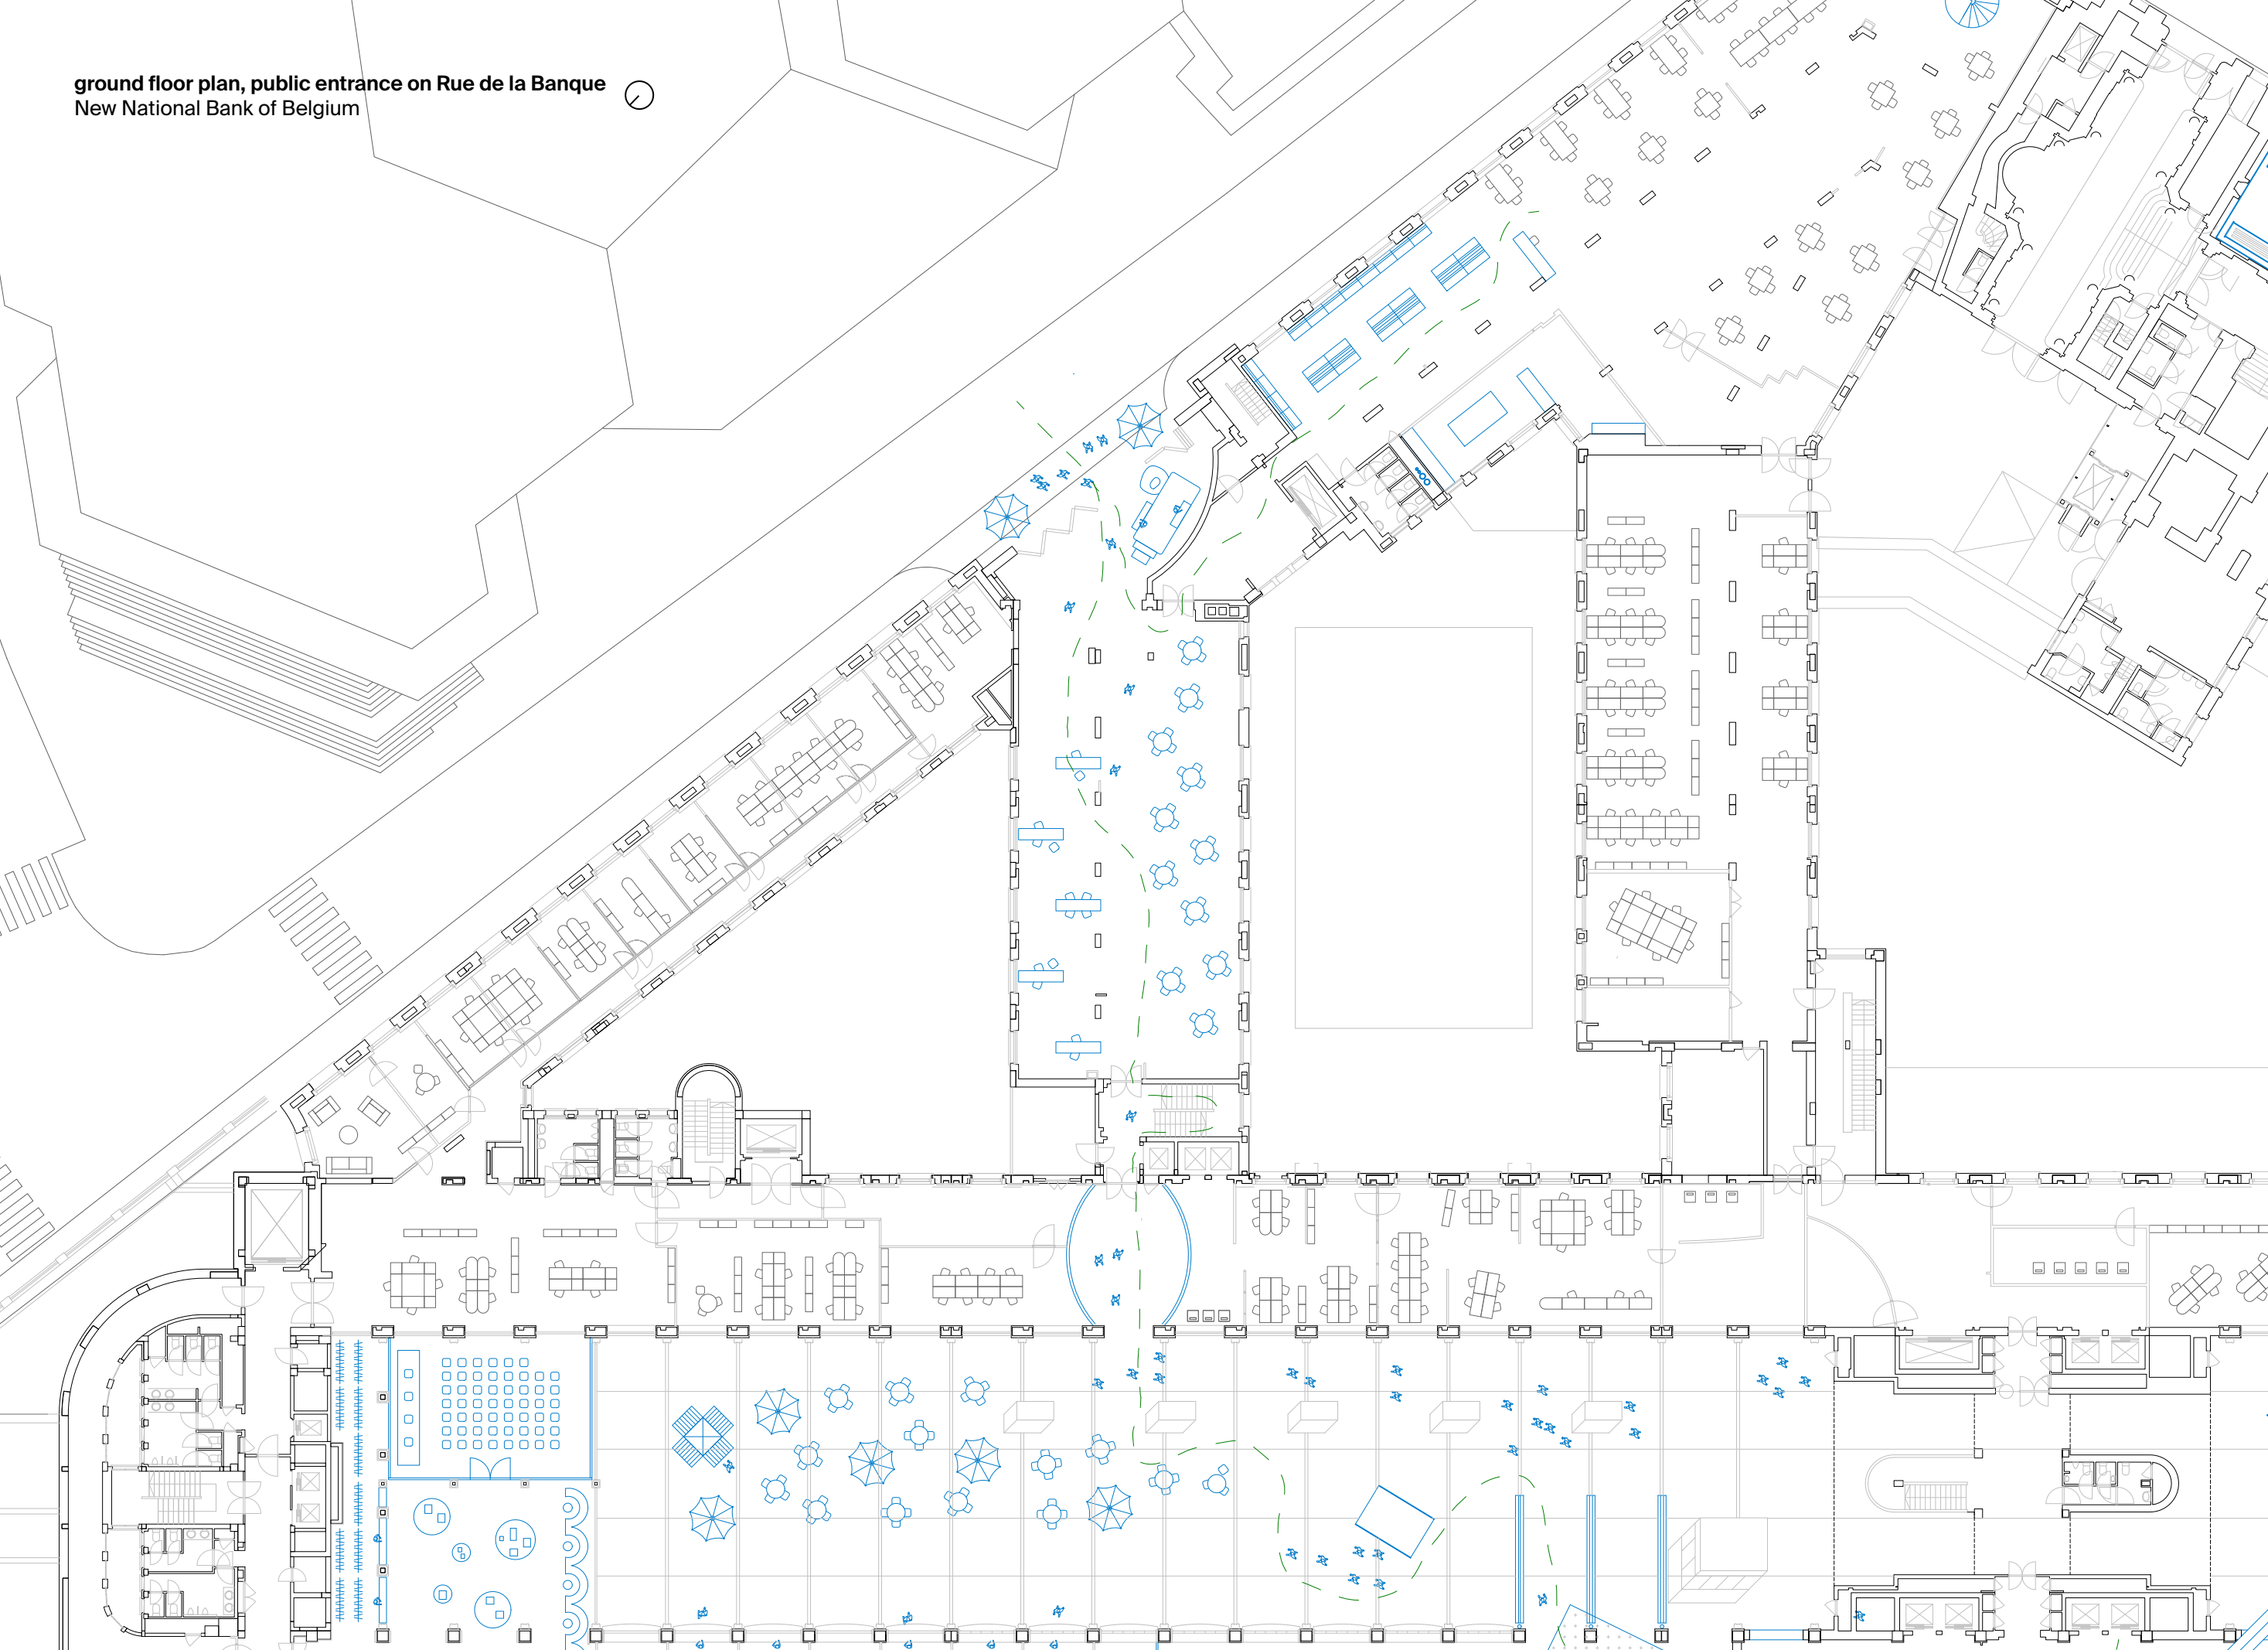 ground floor plan, public entrance on Rue de la Banque
New National Bank of Belgium